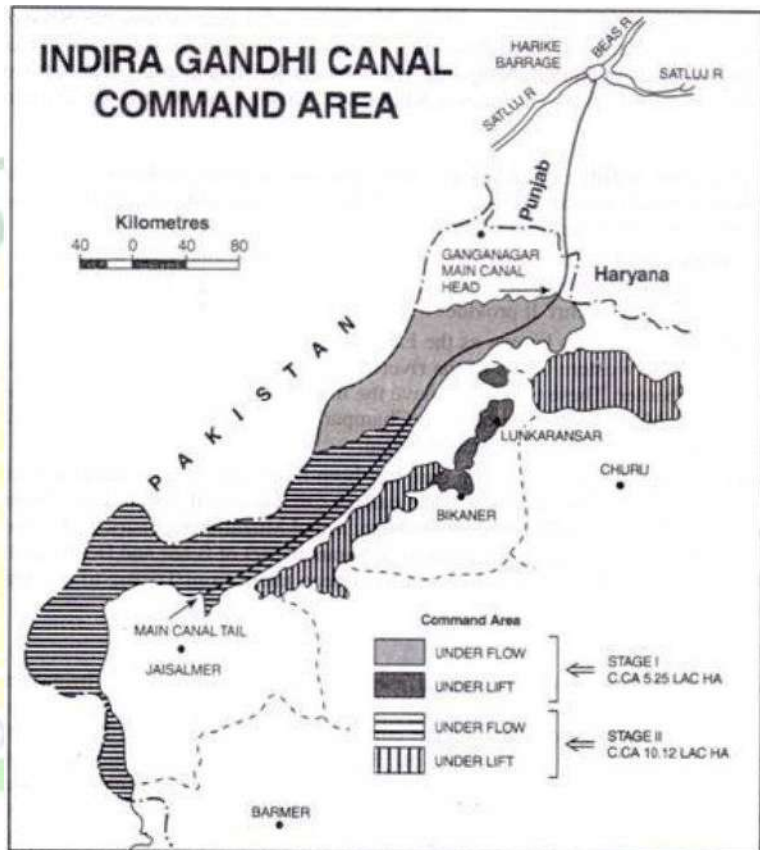 INDIRA GANDHI CANAL
COMMAND AREA
HARIKE
BARRAGE
BEAS R
SATLUJ R
SATLUJ R
Punjab
Kilometres
40 0 40 80
GANGANAGAR
MAIN CANAL
HEAD
Haryana
PAKISTAN
LUNKARANSAR
CHURU
BIKANER
MAIN CANAL TAIL
JAISALMER
Command Area
UNDER FLOW
UNDER LIFT
STAGE I
C.CA 5.25 LAC HA
UNDER FLOW
UNDER LIFT
STAGE II
C.CA 10.12 LAC HA
BARMER